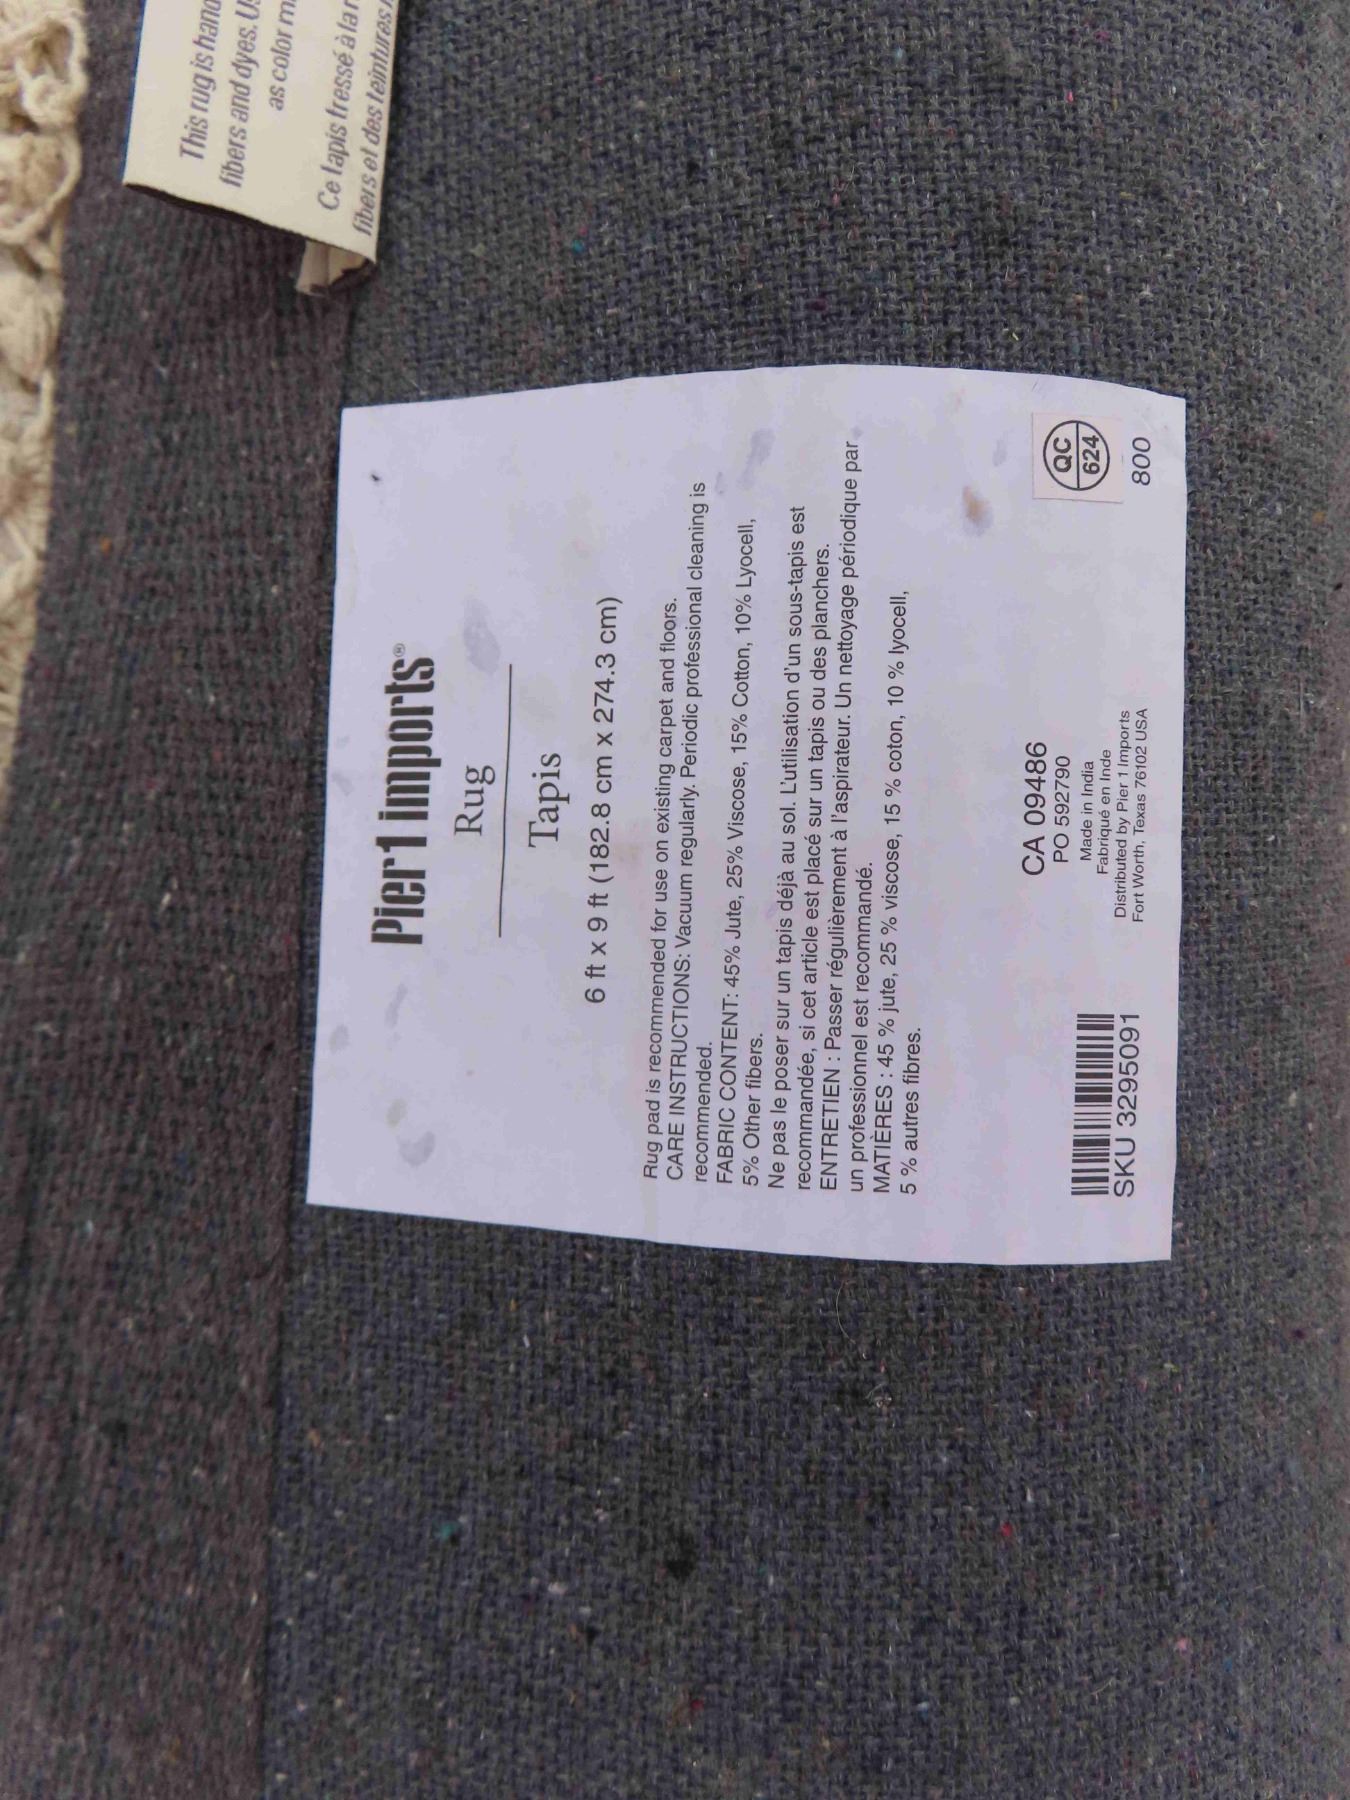 This rug is hand
fibers and dyes. U
as color m
Ce tapis tressé à la
fibers et des teintures
Pier 1 imports®
Rug
Tapis
6 ft x 9 ft (182.8 cm x 274.3 cm)
Rug pad is recommended for use on existing carpet and floors.
CARE INSTRUCTIONS: Vacuum regularly. Periodic professional cleaning is
recommended.
FABRIC CONTENT: 45% Jute, 25% Viscose, 15% Cotton, 10% Lyocell,
5% Other fibers.
Ne pas le poser sur un tapis déjà au sol. L'utilisation d'un sous-tapis est
recommandée, si cet article est placé sur un tapis ou des planchers.
ENTRETIEN : Passer régulièrement à l'aspirateur. Un nettoyage périodique par
un professionnel est recommandé.
MATIÈRES : 45 % jute, 25 % viscose, 15 % coton, 10 % lyocell,
5 % autres fibres.
SKU 3295091
CA 09486
PO 592790
Made in India
Fabriqué en Inde
Distributed by Pier 1 Imports
Fort Worth, Texas 76102 USA
QC
624
800